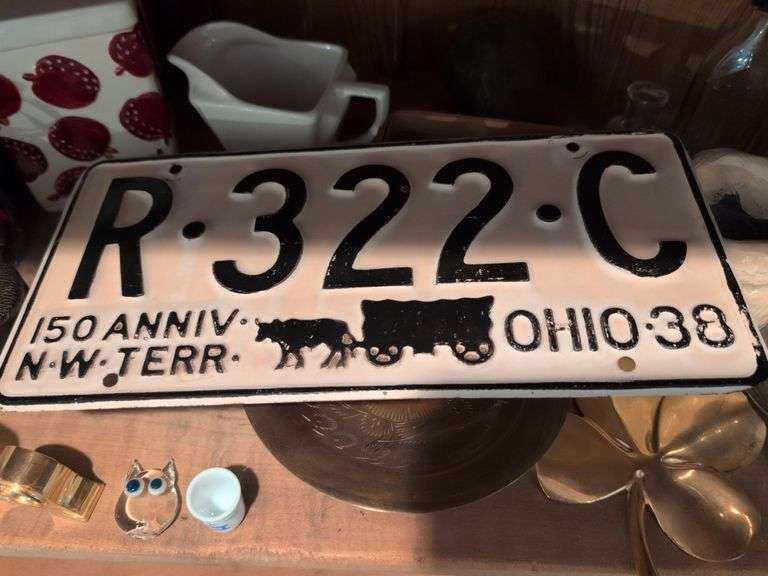 R·322·C
150 ANNIV·
N·W·TERR·
OHIO·38